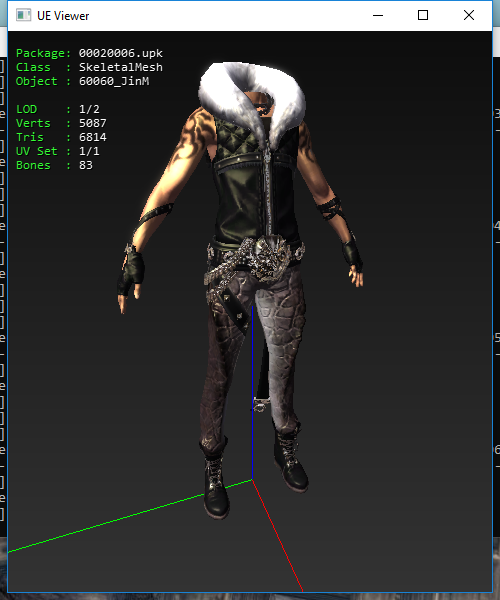 UE Viewer
Package: 00020006.upk
Class : SkeletalMesh
Object : 60060_JinM
LOD : 1/2
Verts : 5087
Tris : 6814
UV Set : 1/1
Bones : 83